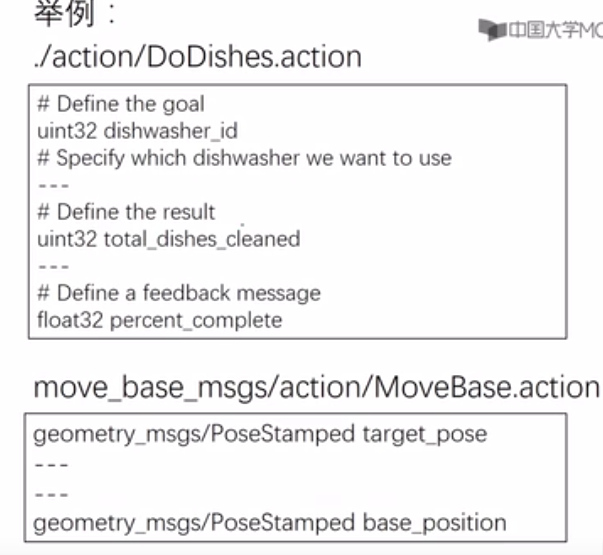 举例：
中国大学MO
./action/DoDishes.action
# Define the goal
uint32 dishwasher_id
# Specify which dishwasher we want to use
---
# Define the result
uint32 total_dishes_cleaned
---
# Define a feedback message
float32 percent_complete
move_base_msgs/action/MoveBase.action
geometry_msgs/PoseStamped target_pose
---
---
geometry_msgs/PoseStamped base_position